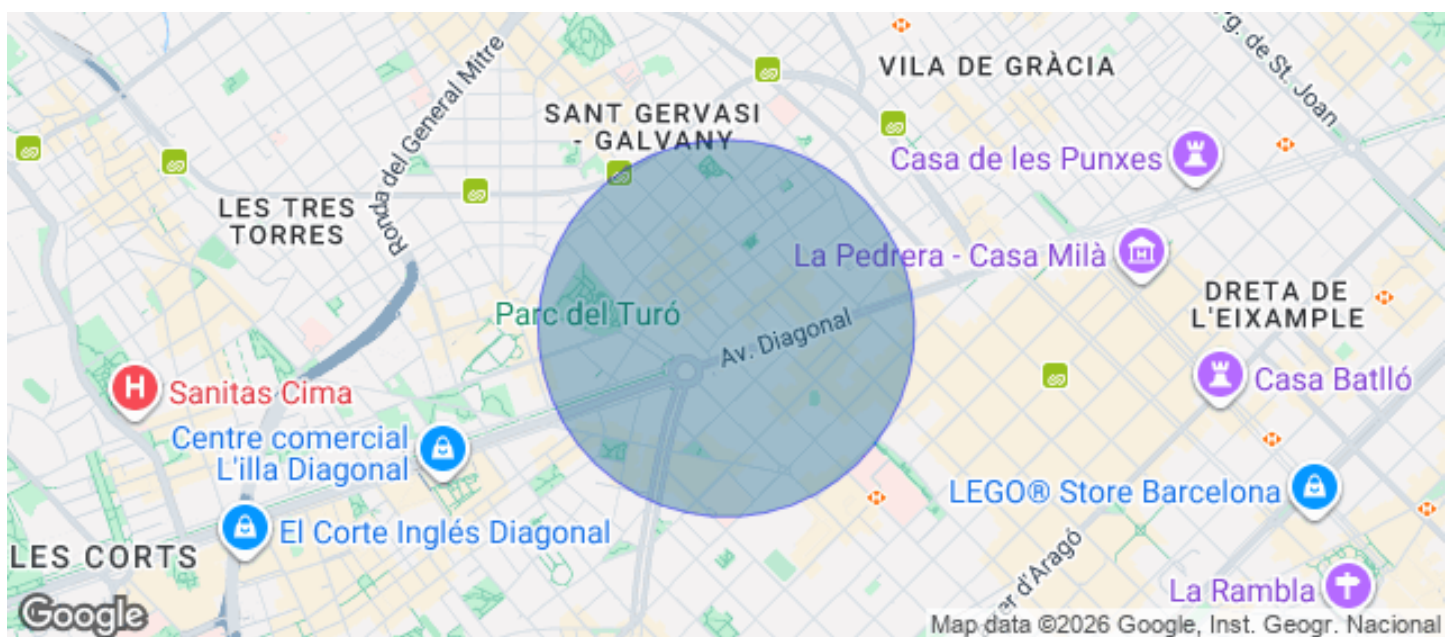 Rg. de St. Joan
VILA DE GRÀCIA
Ronda del General Mitre
SANT GERVASI
- GALVANY
Casa de les Punxes
LES TRES
TORRES
La Pedrera - Casa Milà
DRETA DE
L'EIXAMPLE
Parc del Turó
Av. Diagonal
Sanitas Cima
Casa Batlló
Centre comercial
L'illa Diagonal
LEGO® Store Barcelona
El Corte Inglés Diagonal
LES CORTS
er d'Aragó
La Rambla
Google
Map data ©2026 Google, Inst. Geogr. Nacional